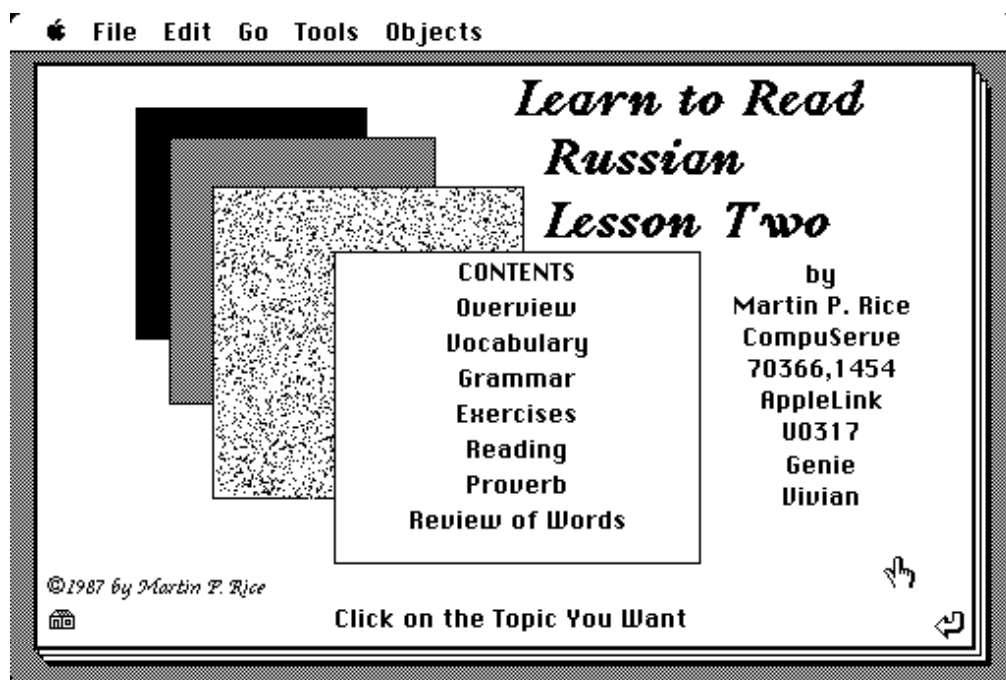 File Edit Go Tools Objects
Learn to Read
Russian
Lesson Two
CONTENTS
Overview
Vocabulary
Grammar
Exercises
Reading
Proverb
Review of Words
by
Martin P. Rice
CompuServe
70366,1454
AppleLink
U0317
Genie
Vivian
©1987 by Martin P. Rice
Click on the Topic You Want